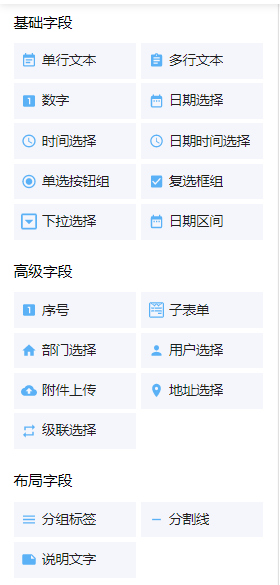 基础字段
单行文本 多行文本
数字 日期选择
时间选择 日期时间选择
单选按钮组 复选框组
下拉选择 日期区间
高级字段
序号 子表单
部门选择 用户选择
附件上传 地址选择
级联选择
布局字段
分组标签 分割线
说明文字